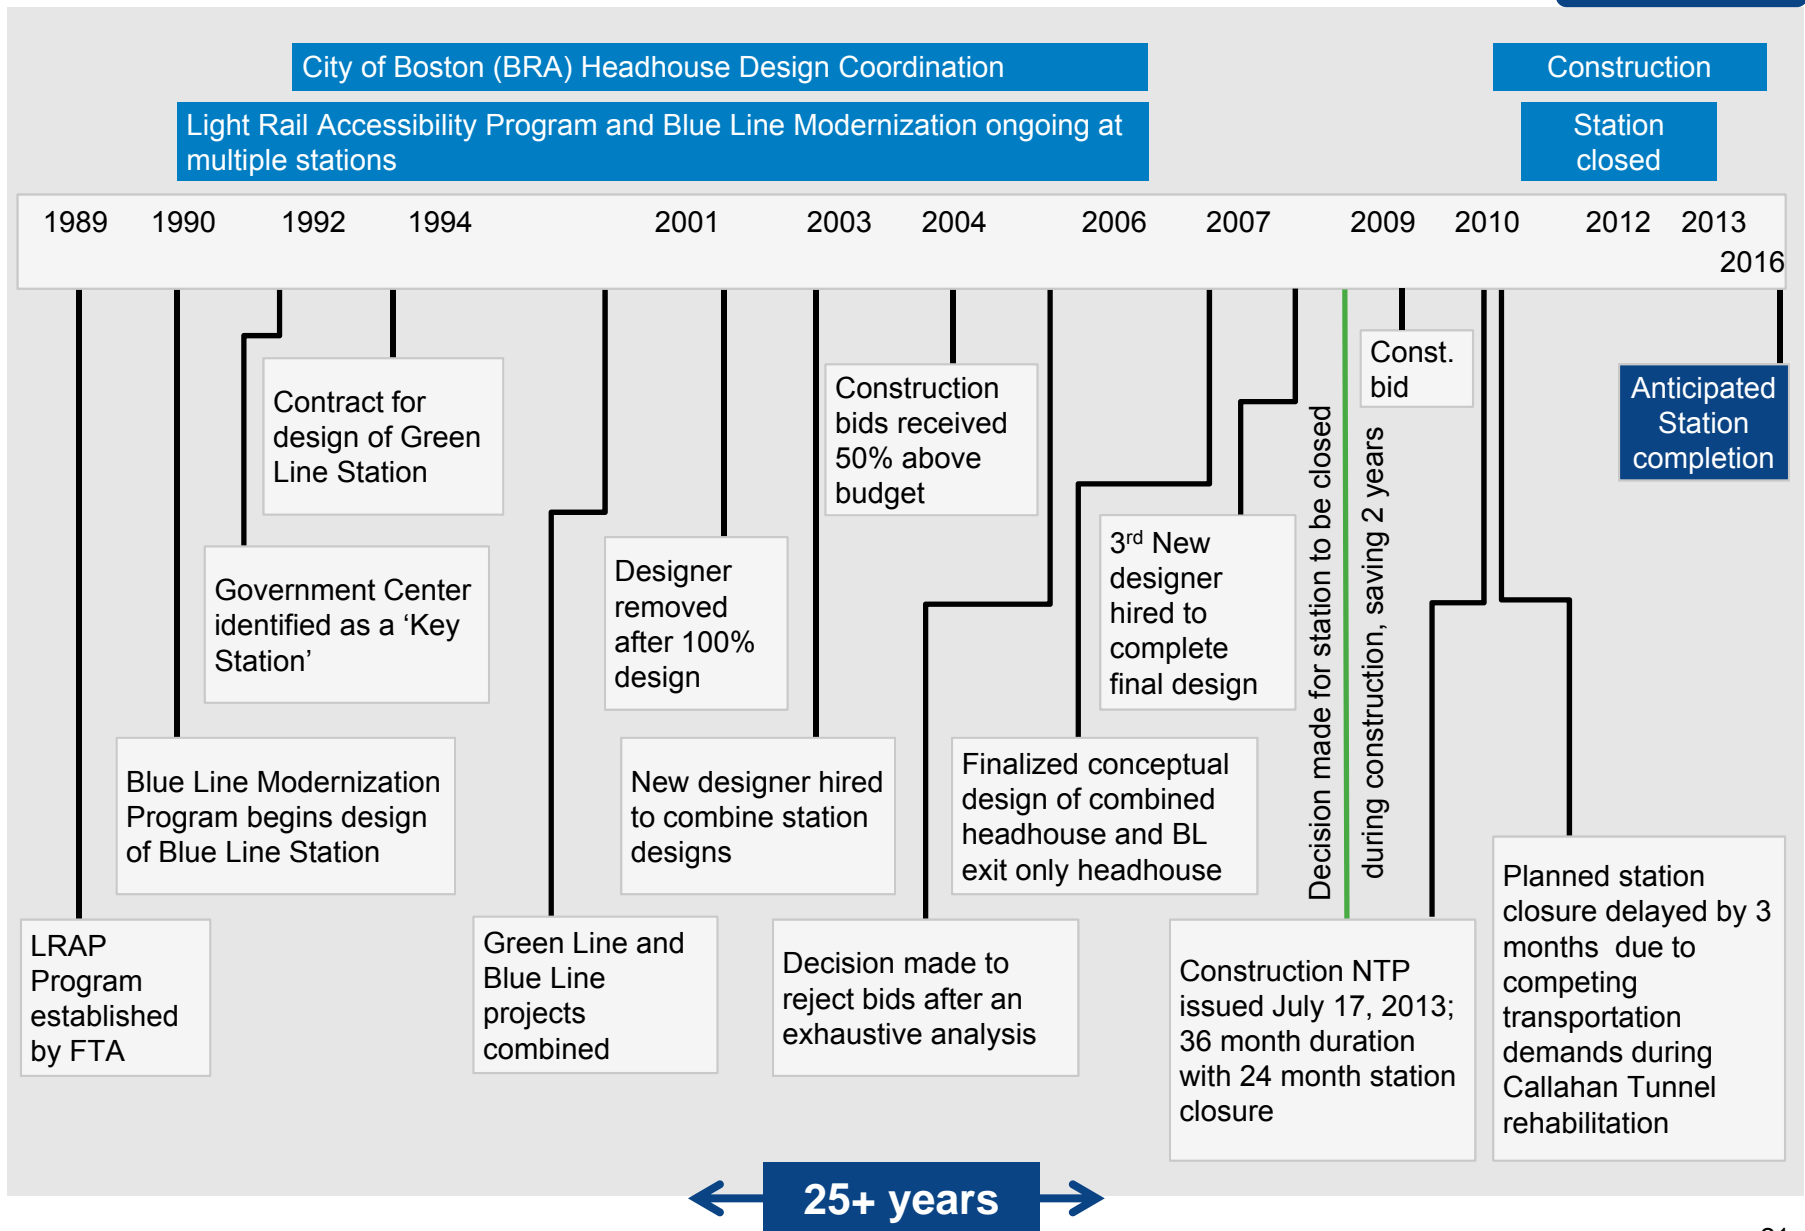 City of Boston (BRA) Headhouse Design Coordination
Construction
Light Rail Accessibility Program and Blue Line Modernization ongoing at
multiple stations
Station
closed
1989 1990 1992 1994 2001 2003 2004 2006 2007 2009 2010 2012 2013
2016
Const.
bid
Contract for
design of Green
Line Station
Construction
bids received
50% above
budget
Anticipated
Station
completion
Government Center
identified as a ‘Key
Station’
Designer
removed
after 100%
design
3rd New
designer
hired to
complete
final design
Decision made for station to be closed
during construction, saving 2 years
Blue Line Modernization
Program begins design
of Blue Line Station
New designer hired
to combine station
designs
Finalized conceptual
design of combined
headhouse and BL
exit only headhouse
LRAP
Program
established
by FTA
Green Line and
Blue Line
projects
combined
Decision made to
reject bids after an
exhaustive analysis
Construction NTP
issued July 17, 2013;
36 month duration
with 24 month station
closure
Planned station
closure delayed by 3
months due to
competing
transportation
demands during
Callahan Tunnel
rehabilitation
25+ years